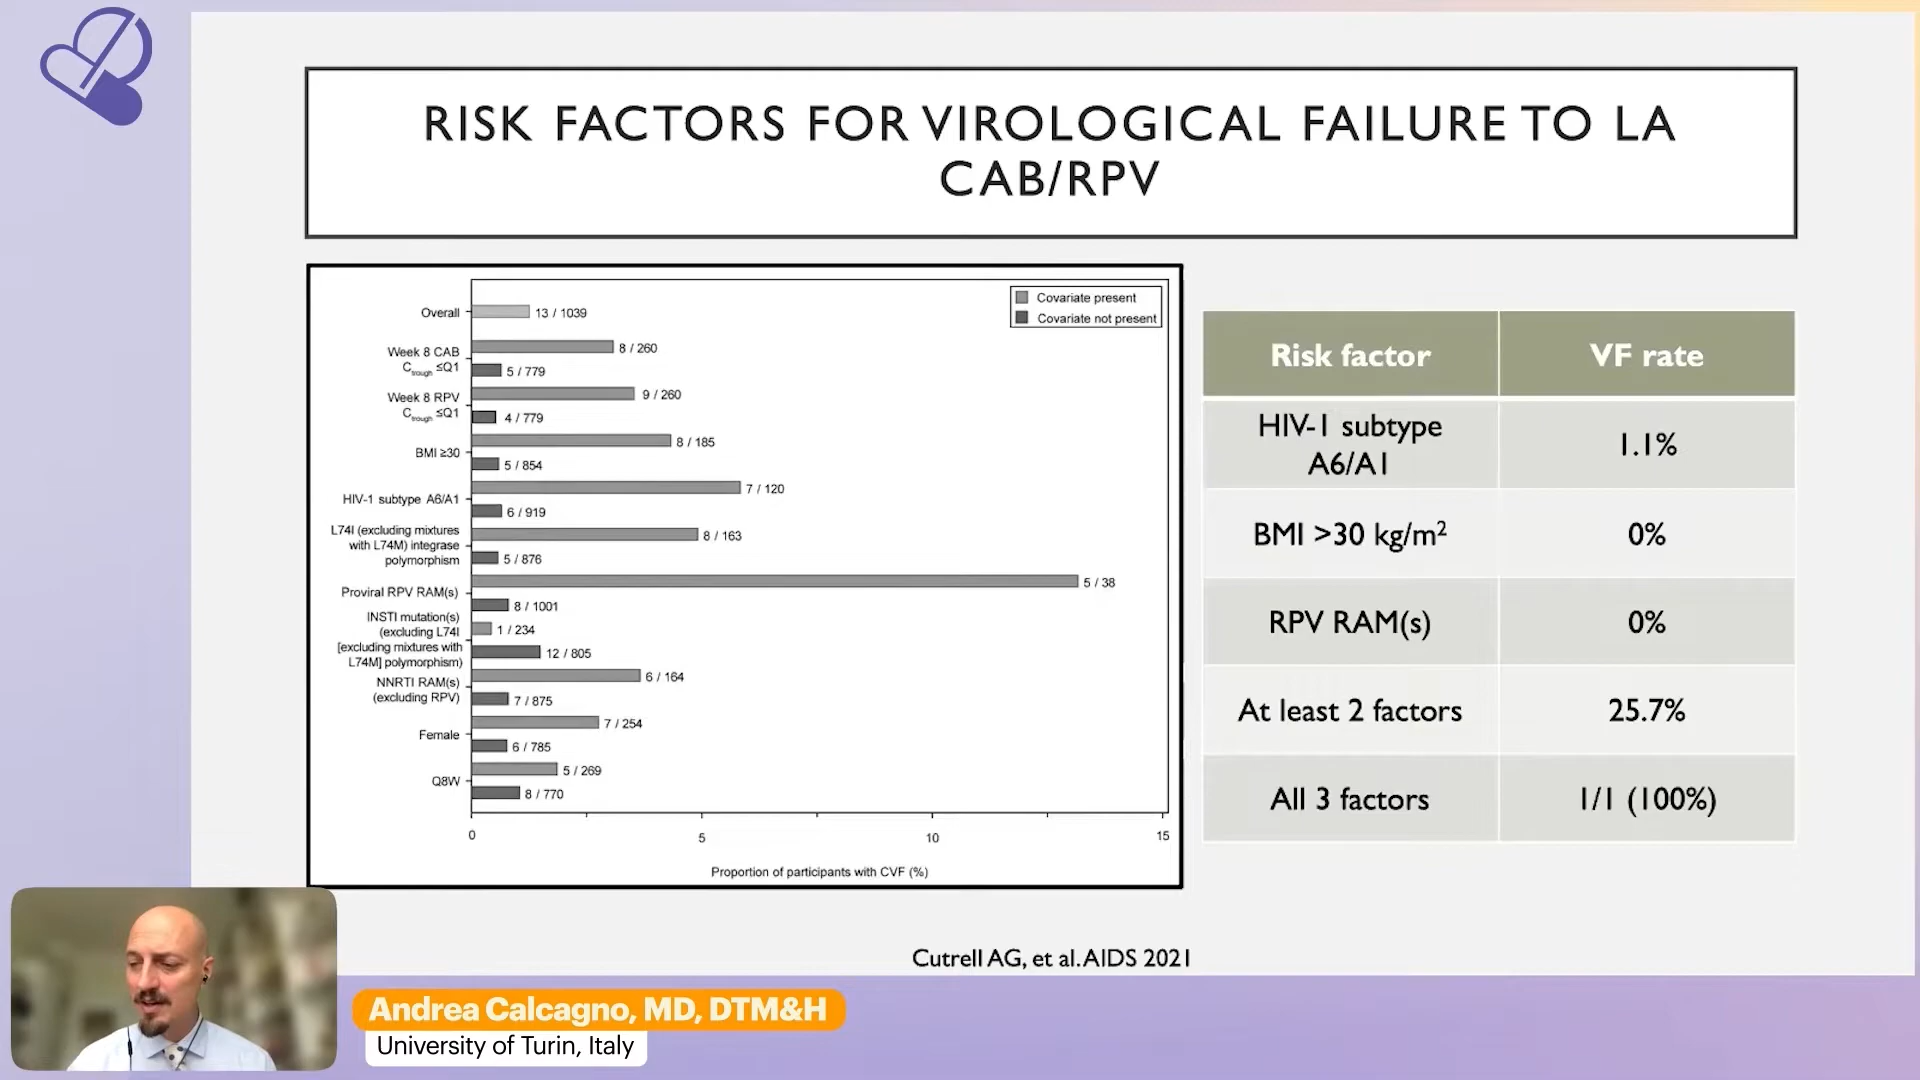 RISK FACTORS FOR VIROLOGICAL FAILURE TO LA
CAB/RPV
Covariate present
Covariate not present
Overall
13 / 1039
Week 8 CAB
Ctrough ≤Q1
8 / 260
5 / 779
Week 8 RPV
Ctrough ≤Q1
9 / 260
4 / 779
BMI ≥30
8 / 185
5 / 854
HIV-1 subtype A6/A1
7 / 120
6 / 919
L74I (excluding mixtures
with L74M) integrase
polymorphism
8 / 163
5 / 876
Proviral RPV RAM(s)
5 / 38
8 / 1001
INSTI mutation(s)
(excluding L74I
[excluding mixtures with
L74M] polymorphism)
1 / 234
12 / 805
NNRTI RAM(s)
(excluding RPV)
6 / 164
7 / 875
Female
7 / 254
6 / 785
Q8W
5 / 269
8 / 770
0 5 10 15
Proportion of participants with CVF (%)
Risk factor VF rate
HIV-1 subtype
A6/A1
1.1%
BMI >30 kg/m² 0%
RPV RAM(s) 0%
At least 2 factors 25.7%
All 3 factors 1/1 (100%)
Cutrell AG, et al. AIDS 2021
Andrea Calcagno, MD, DTM&H
University of Turin, Italy